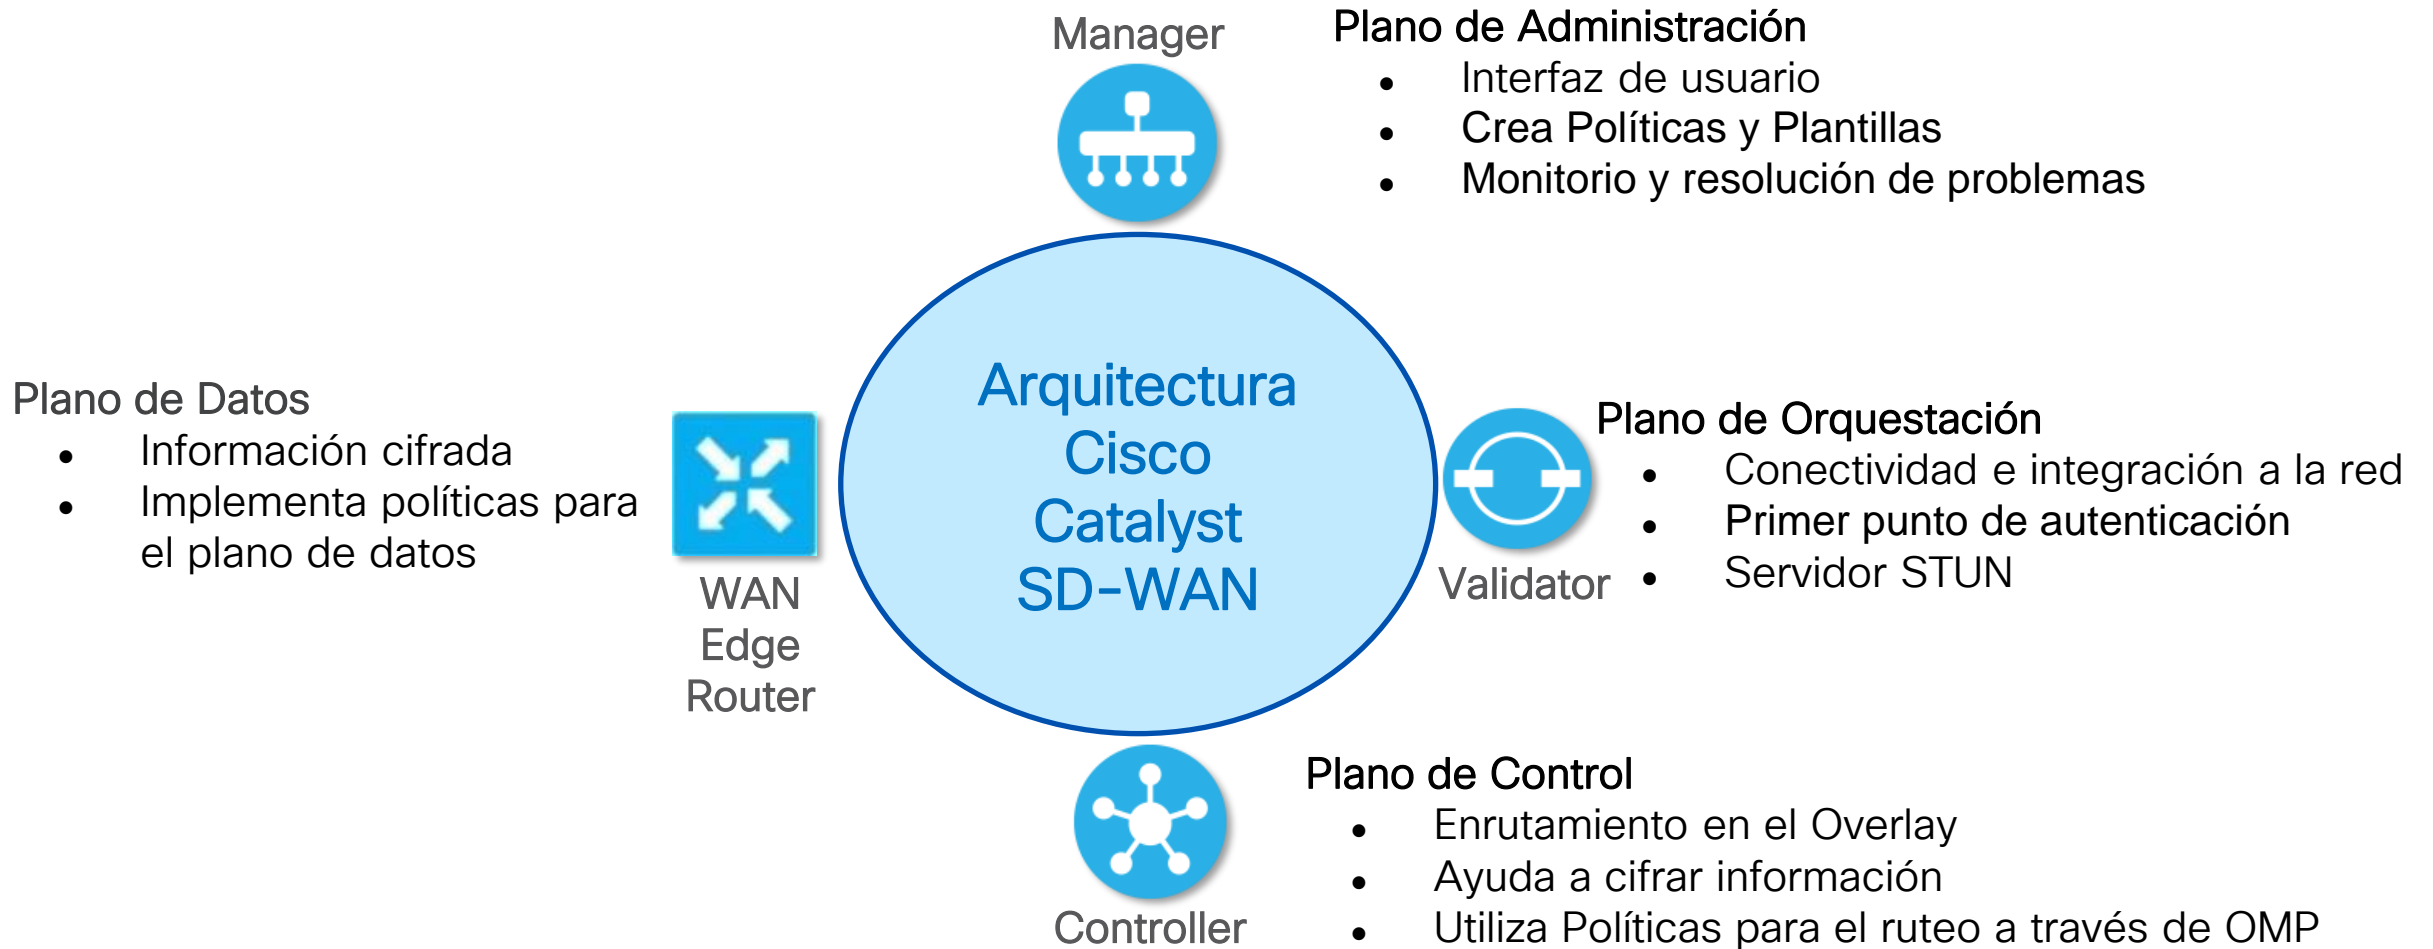 Manager
Plano de Administración
• Interfaz de usuario
• Crea Políticas y Plantillas
• Monitorio y resolución de problemas
Plano de Datos
• Información cifrada
• Implementa políticas para
el plano de datos
WAN
Edge
Router
Arquitectura
Cisco
Catalyst
SD-WAN
Plano de Orquestación
• Conectividad e integración a la red
• Primer punto de autenticación
• Servidor STUN
Validator
Plano de Control
• Enrutamiento en el Overlay
• Ayuda a cifrar información
• Utiliza Políticas para el ruteo a través de OMP
Controller